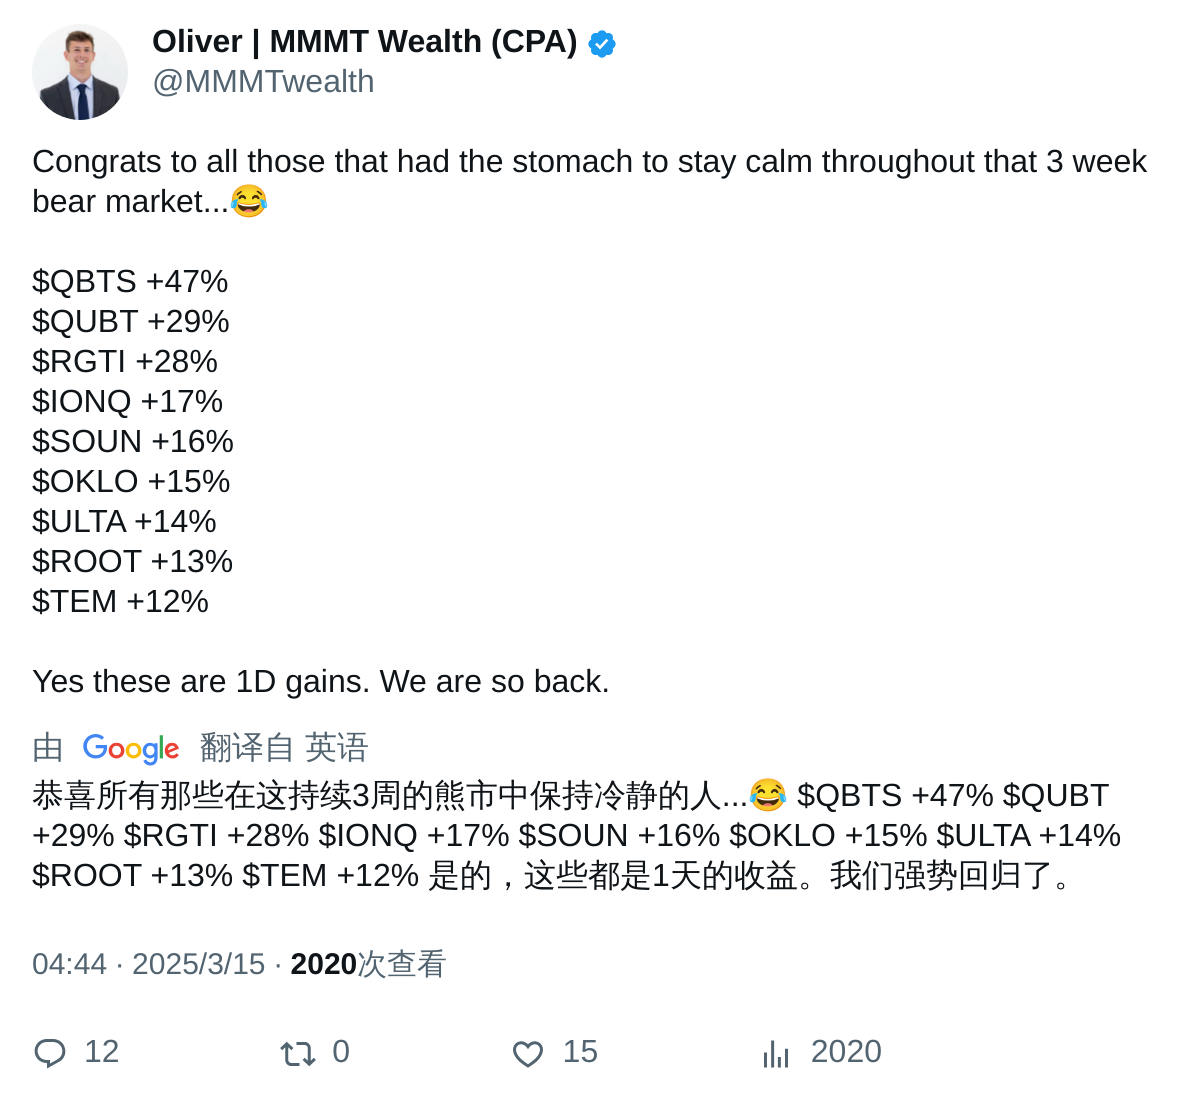 Oliver | MMMT Wealth (CPA)
@MMMTwealth
Congrats to all those that had the stomach to stay calm throughout that 3 week
bear market...😂
$QBTS +47%
$QUBT +29%
$RGTI +28%
$IONQ +17%
$SOUN +16%
$OKLO +15%
$ULTA +14%
$ROOT +13%
$TEM +12%
Yes these are 1D gains. We are so back.
由 Google 翻译自 英语
恭喜所有那些在这持续3周的熊市中保持冷静的人...😂 $QBTS +47% $QUBT
+29% $RGTI +28% $IONQ +17% $SOUN +16% $OKLO +15% $ULTA +14%
$ROOT +13% $TEM +12% 是的，这些都是1天的收益。我们强势回归了。
04:44 · 2025/3/15 · 2020次查看
12 0 15 2020